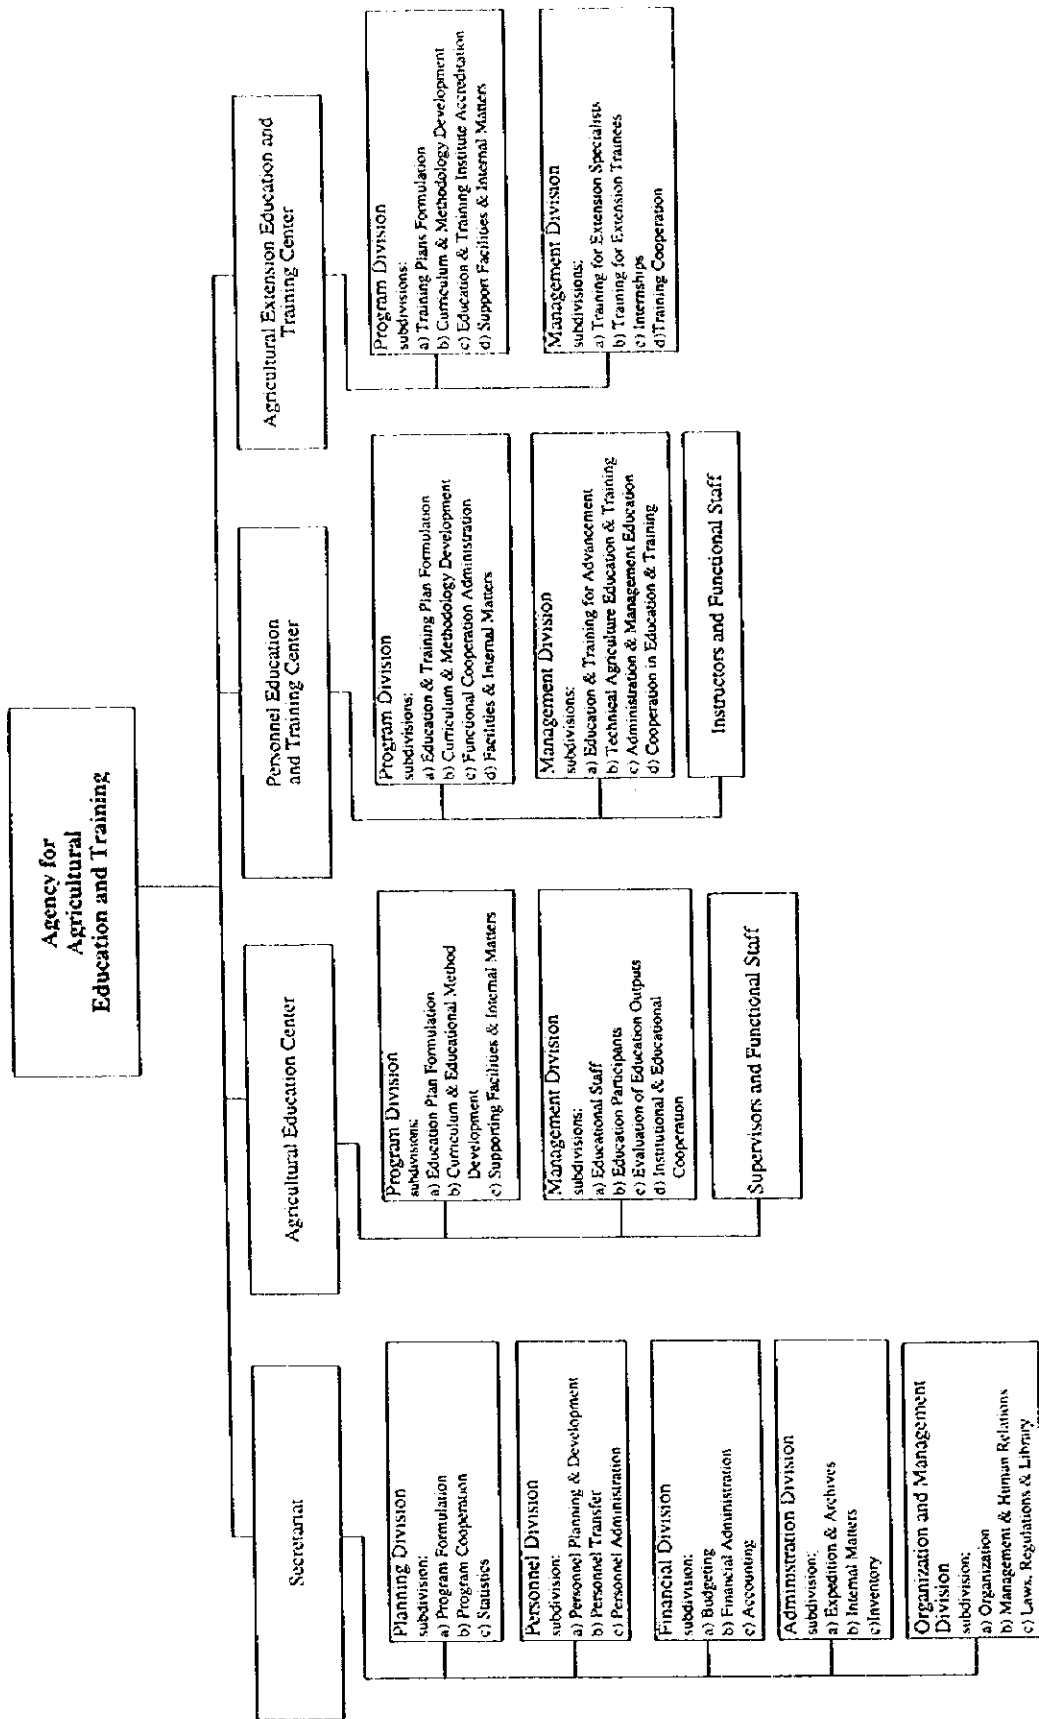 Agency for
Agricultural
Education and Training
Secretariat
Planning Division
subdivision:
a) Program Formulation
b) Program Cooperation
c) Statistics
Personnel Division
subdivision:
a) Personnel Planning & Development
b) Personnel Transfer
c) Personnel Administration
Financial Division
subdivision:
a) Budgeting
b) Financial Administration
c) Accounting
Administration Division
subdivision:
a) Expedition & Archives
b) Internal Matters
c)Inventory
Organization and Management
Division
subdivision:
a) Organization
b) Management & Human Relations
c) Laws, Regulations & Library
Agricultural Education Center
Program Division
subdivisions:
a) Education Plan Formulation
b) Curriculum & Educational Method
Development
c) Supporting Facilities & Internal Matters
Management Division
subdivisions:
a) Educational Staff
b) Education Participants
c) Evaluation of Education Outputs
d) Institutional & Educational
Cooperation
Supervisors and Functional Staff
Personnel Education
and Training Center
Program Division
subdivisions:
a) Education & Training Plan Formulation
b) Curriculum & Methodology Development
c) Functional Cooperation Administration
d) Facilities & Internal Matters
Management Division
subdivisions:
a) Education & Training for Advancement
b) Technical Agriculture Education & Training
c) Administration & Management Education
d) Cooperation in Education & Training
Instructors and Functional Staff
Agricultural Extension Education and
Training Center
Program Division
subdivisions:
a) Training Plans Formulation
b) Curriculum & Methodology Development
c) Education & Training Institute Accreditation
d) Support Facilities & Internal Matters
Management Division
subdivisions:
a) Training for Extension Specialists
b) Training for Extension Trainees
c) Internships
d)Training Cooperation